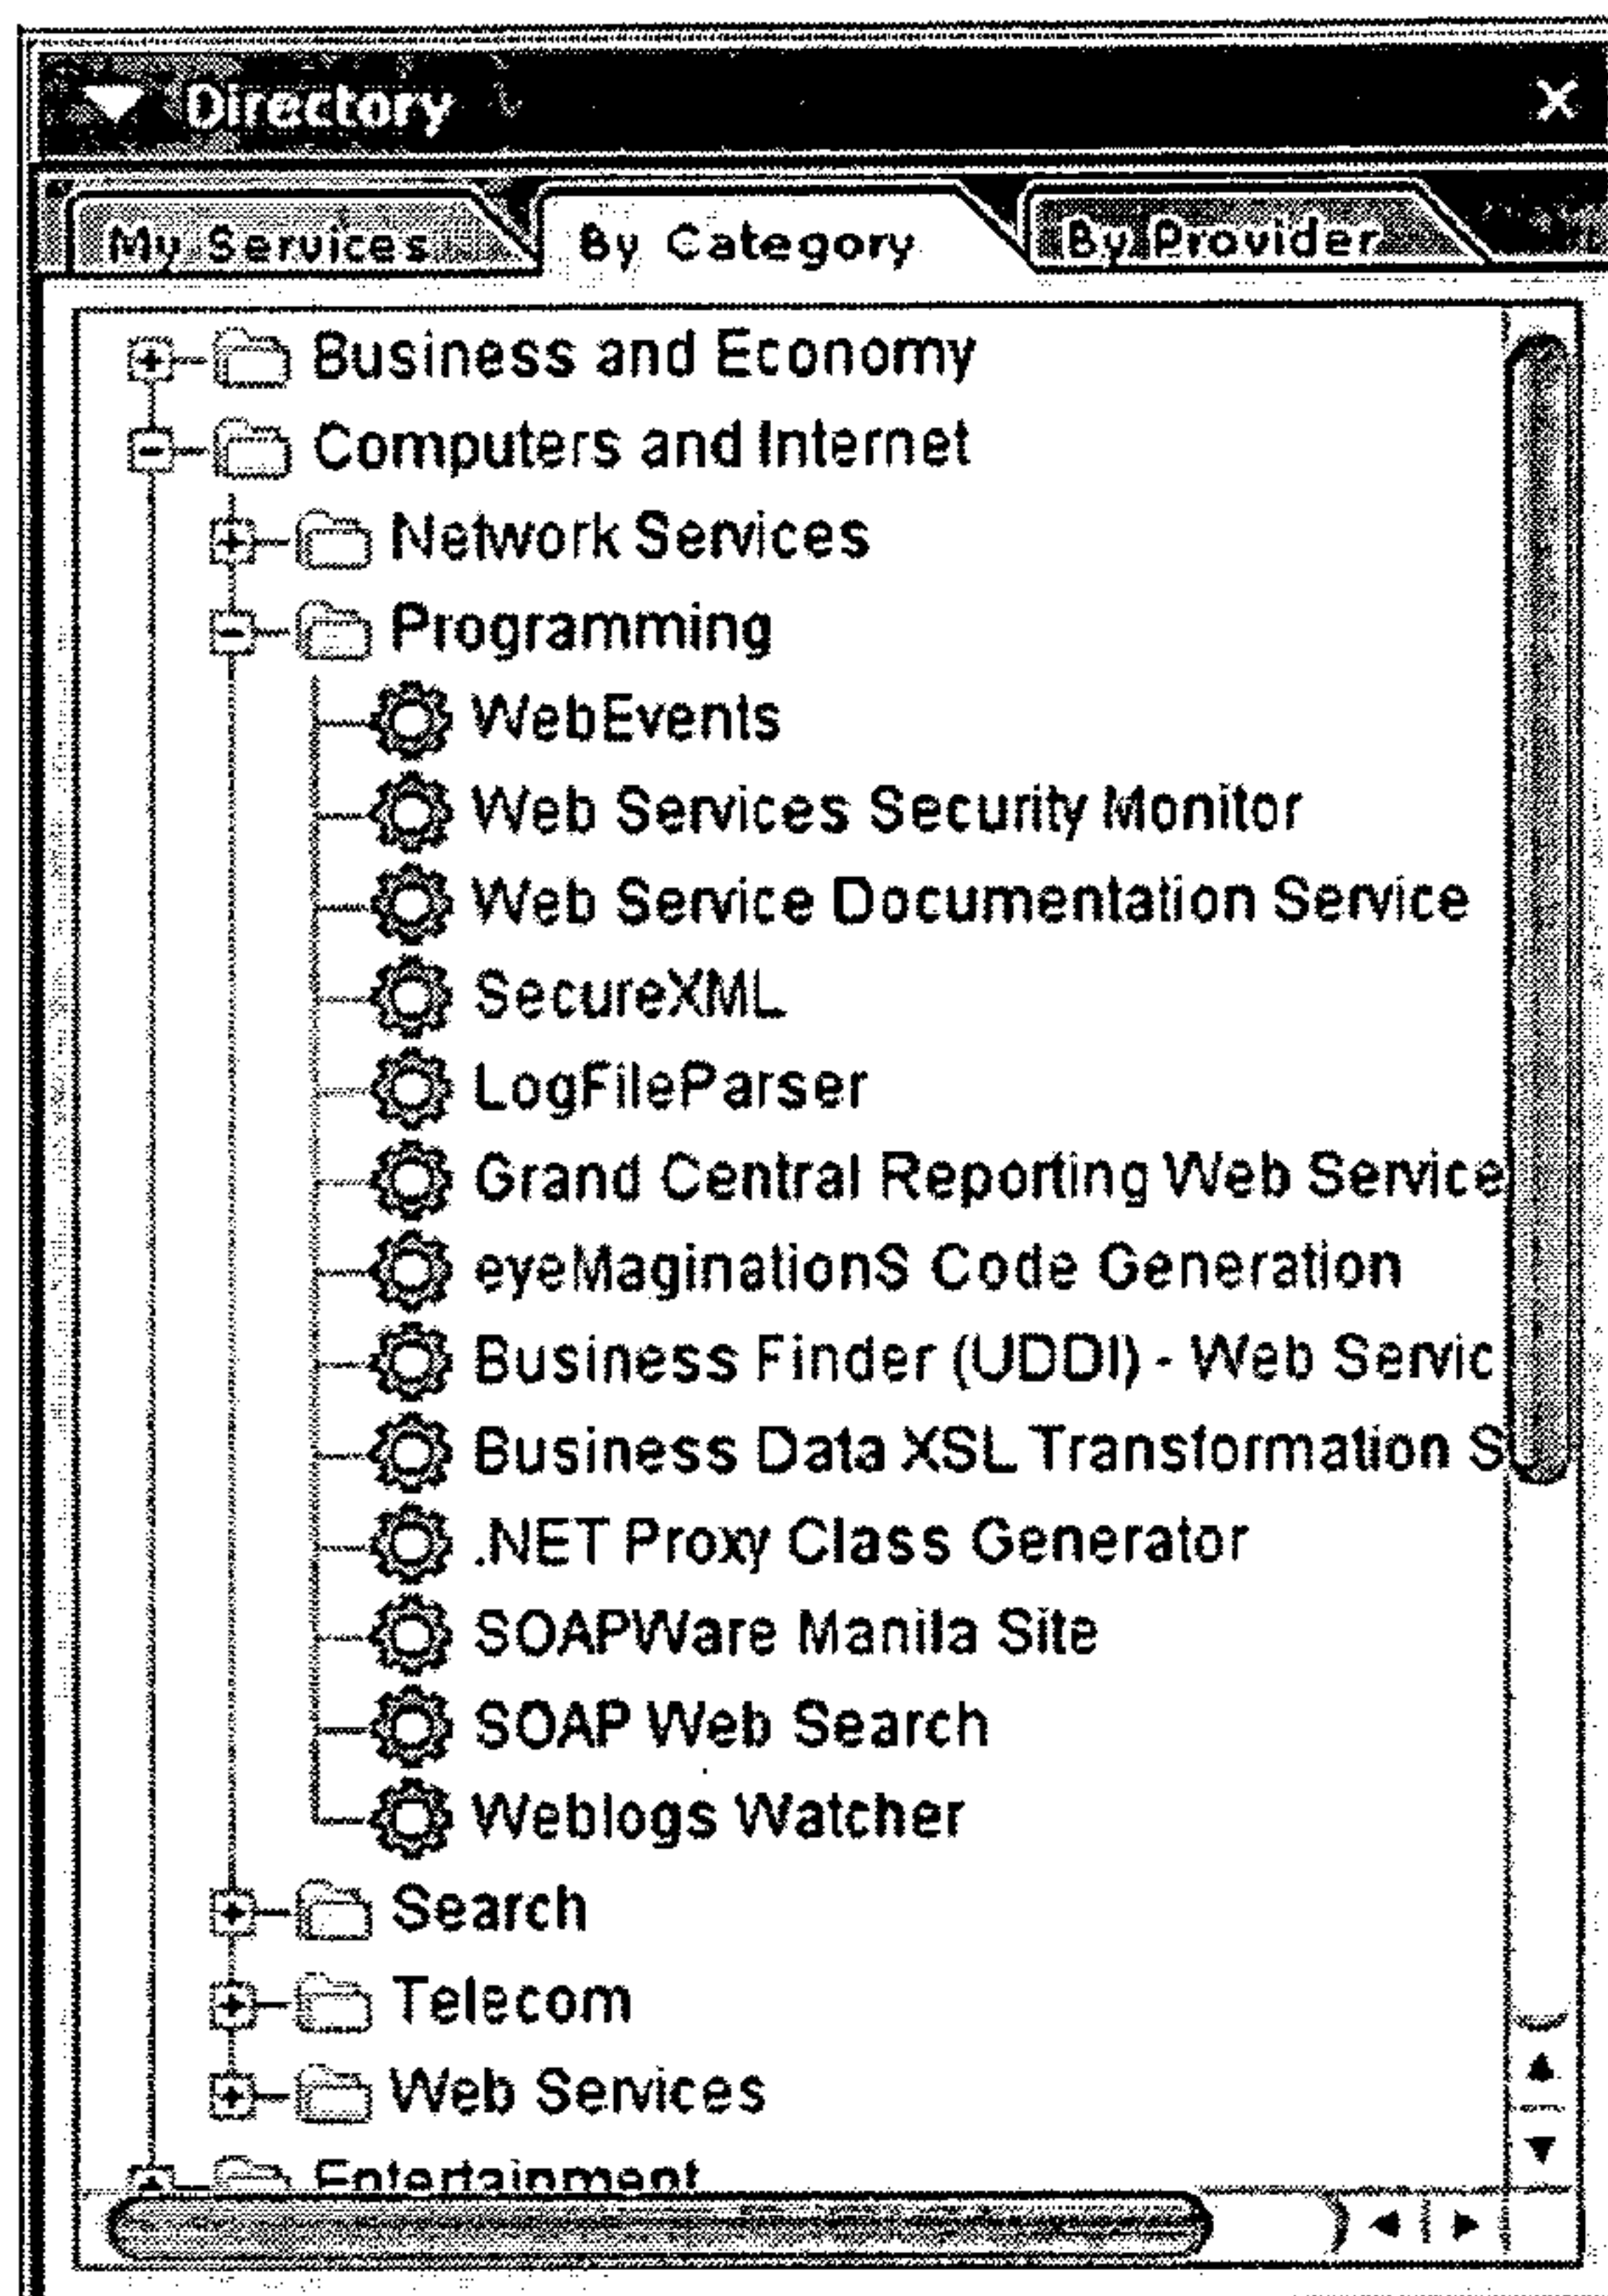 Directory
My Services By Category By Provider
Business and Economy
Computers and Internet
Network Services
Programming
WebEvents
Web Services Security Monitor
Web Service Documentation Service
SecureXML
LogFileParser
Grand Central Reporting Web Service
eyeMaginationS Code Generation
Business Finder (UDDI) - Web Servic
Business Data XSL Transformation S
.NET Proxy Class Generator
SOAPWare Manila Site
SOAP Web Search
Weblogs Watcher
Search
Telecom
Web Services
Entertainment